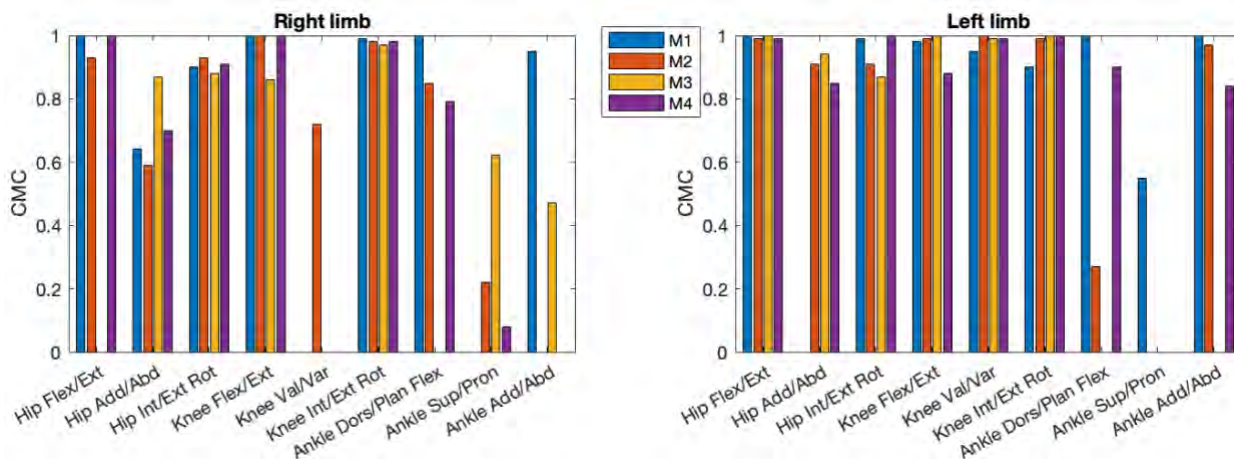 Right limb
CMC
1
0.8
0.6
0.4
0.2
0
Hip Flex/Ext
Hip Add/Abd
Hip Int/Ext Rot
Knee Flex/Ext
Knee Val/Var
Knee Int/Ext Rot
Ankle Dors/Plan Flex
Ankle Sup/Pron
Ankle Add/Abd
M1
M2
M3
M4
Left limb
CMC
1
0.8
0.6
0.4
0.2
0
Hip Flex/Ext
Hip Add/Abd
Hip Int/Ext Rot
Knee Flex/Ext
Knee Val/Var
Knee Int/Ext Rot
Ankle Dors/Plan Flex
Ankle Sup/Pron
Ankle Add/Abd